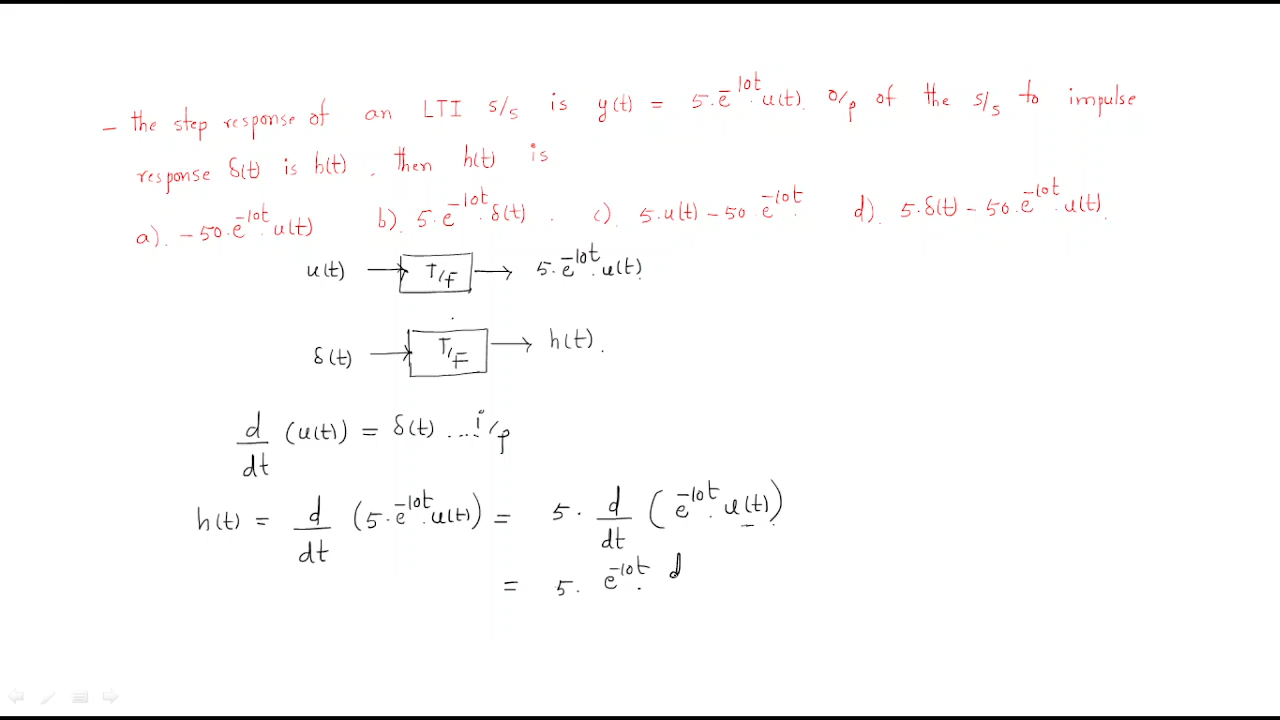 - the step response of an LTI s/s is y(t) = 5.e^-10t.u(t). o/p of the s/s to impulse
response δ(t) is h(t). then h(t) is
a). -50.e^-10t.u(t) b). 5.e^-10t.δ(t). c). 5.u(t) - 50.e^-10t. d). 5.δ(t) - 50.e^-10t.u(t).
u(t) → T/F → 5.e^-10t.u(t).
δ(t) → T/F → h(t).
d/dt (u(t)) = δ(t) ....i/p
h(t) = d/dt (5.e^-10t.u(t)) = 5. d/dt (e^-10t.u(t))
= 5. e^-10t. d